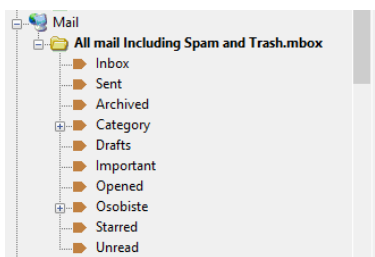 Mail
All mail Including Spam and Trash.mbox
Inbox
Sent
Archived
Category
Drafts
Important
Opened
Osobiste
Starred
Unread